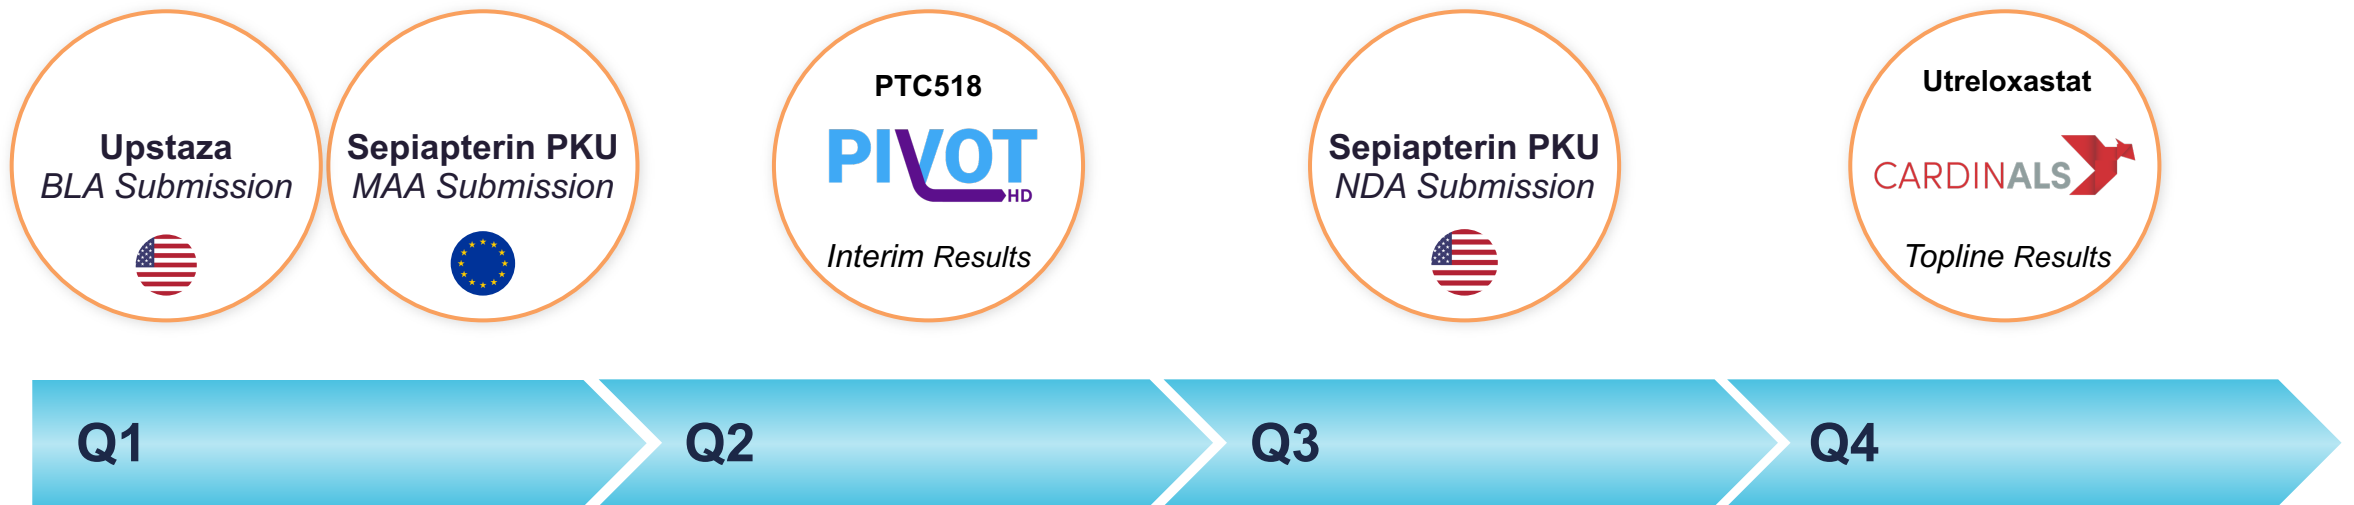 Upstaza
BLA Submission
Sepiapterin PKU
MAA Submission
PTC518
PIVOT
HD
Interim Results
Sepiapterin PKU
NDA Submission
Utreloxastat
CARDINALS
Topline Results
Q1
Q2
Q3
Q4